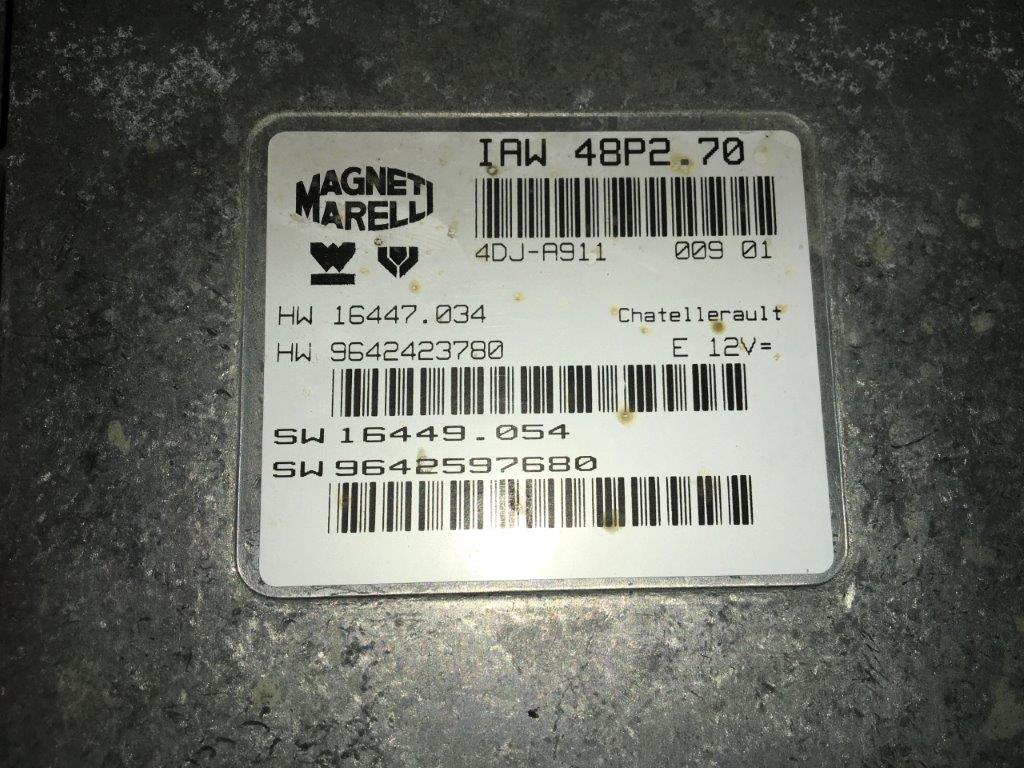 IAW 48P2.70
MAGNETI
MARELLI
4DJ-A911 009 01
HW 16447.034 Chatellerault
HW 9642423780 E 12V=
SW 16449.054
SW 9642597680